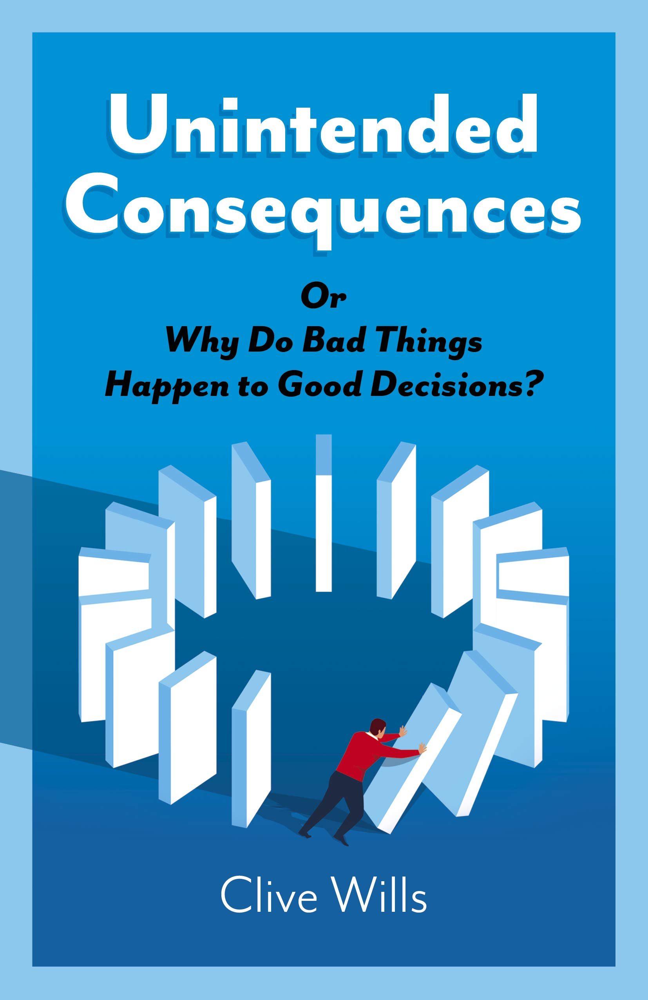 Unintended
Consequences
Or
Why Do Bad Things
Happen to Good Decisions?
Clive Wills